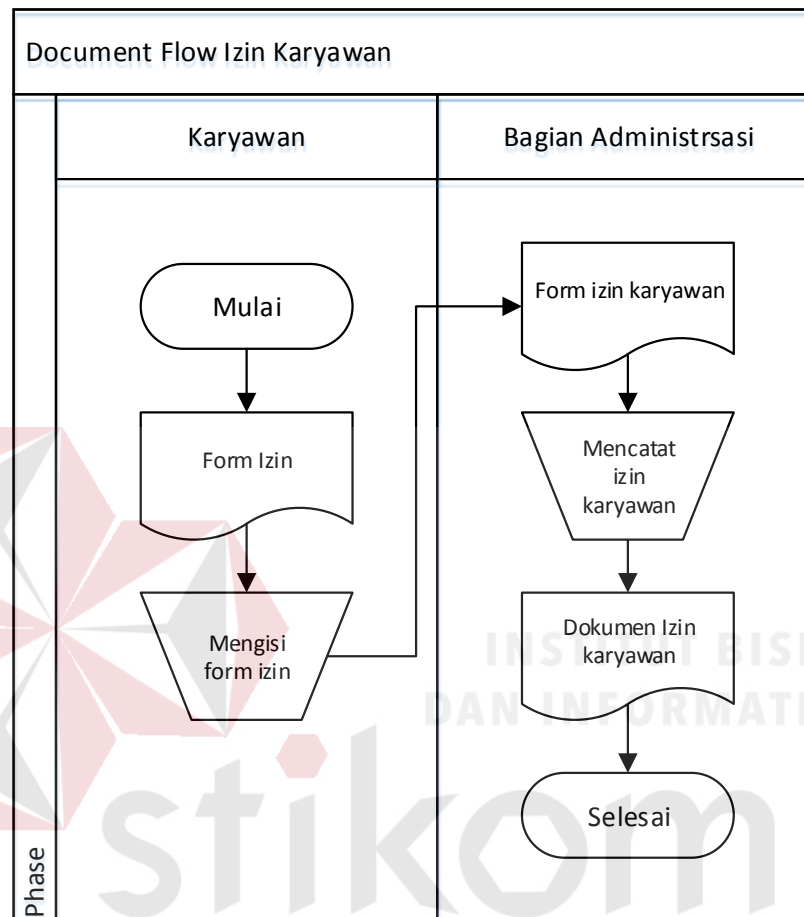 Document Flow Izin Karyawan
Karyawan
Bagian Administrsasi
Mulai
Form Izin
Mengisi
form izin
Form izin karyawan
Mencatat
izin
karyawan
Dokumen Izin
karyawan
Selesai
Phase
INSTITUT BISI
DAN INFORMATI
stikom